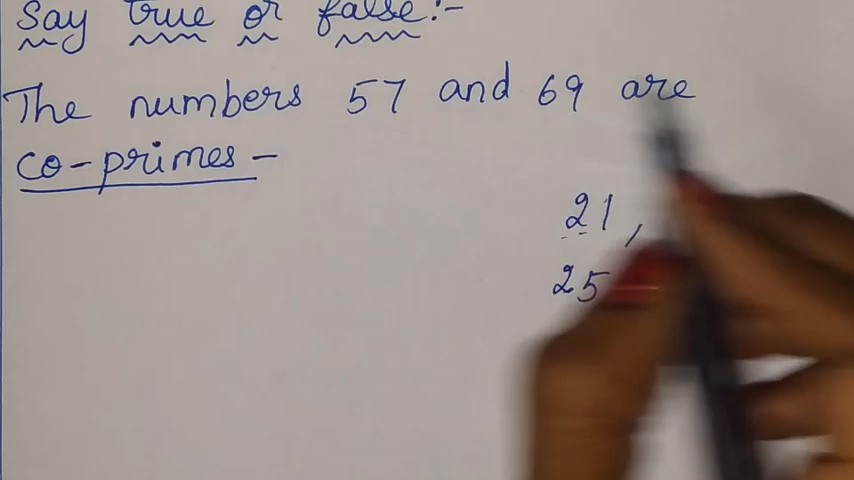 Say true or false:-
The numbers 57 and 69 are
co-primes-
21,
25